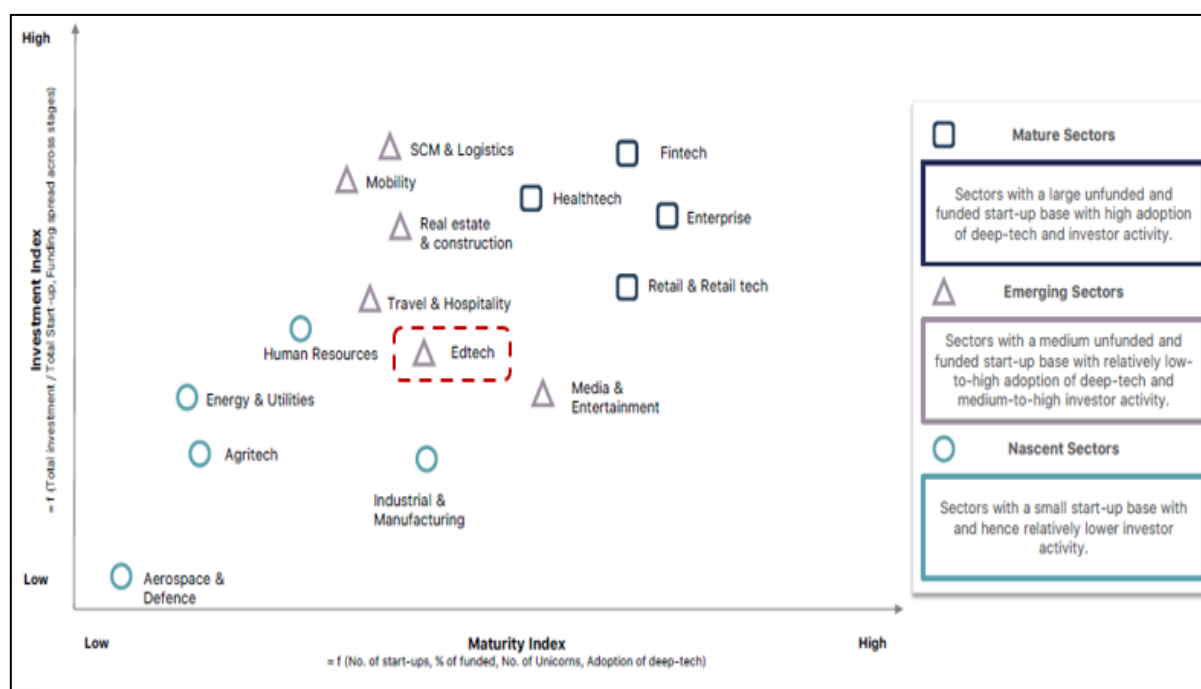 High
Investment Index
= f (Total investment / Total Start-up, Funding spread across stages)
SCM & Logistics
Mobility
Real estate
& construction
Travel & Hospitality
Human Resources
Edtech
Energy & Utilities
Agritech
Industrial &
Manufacturing
Media &
Entertainment
Fintech
Healthtech
Enterprise
Retail & Retail tech
Low
Aerospace &
Defence
Low
Maturity Index
High
= f (No. of start-ups, % of funded, No. of Unicorns, Adoption of deep-tech)
Mature Sectors
Sectors with a large unfunded and
funded start-up base with high adoption
of deep-tech and investor activity.
Emerging Sectors
Sectors with a medium unfunded and
funded start-up base with relatively low-
to-high adoption of deep-tech and
medium-to-high investor activity.
Nascent Sectors
Sectors with a small start-up base with
and hence relatively lower investor
activity.